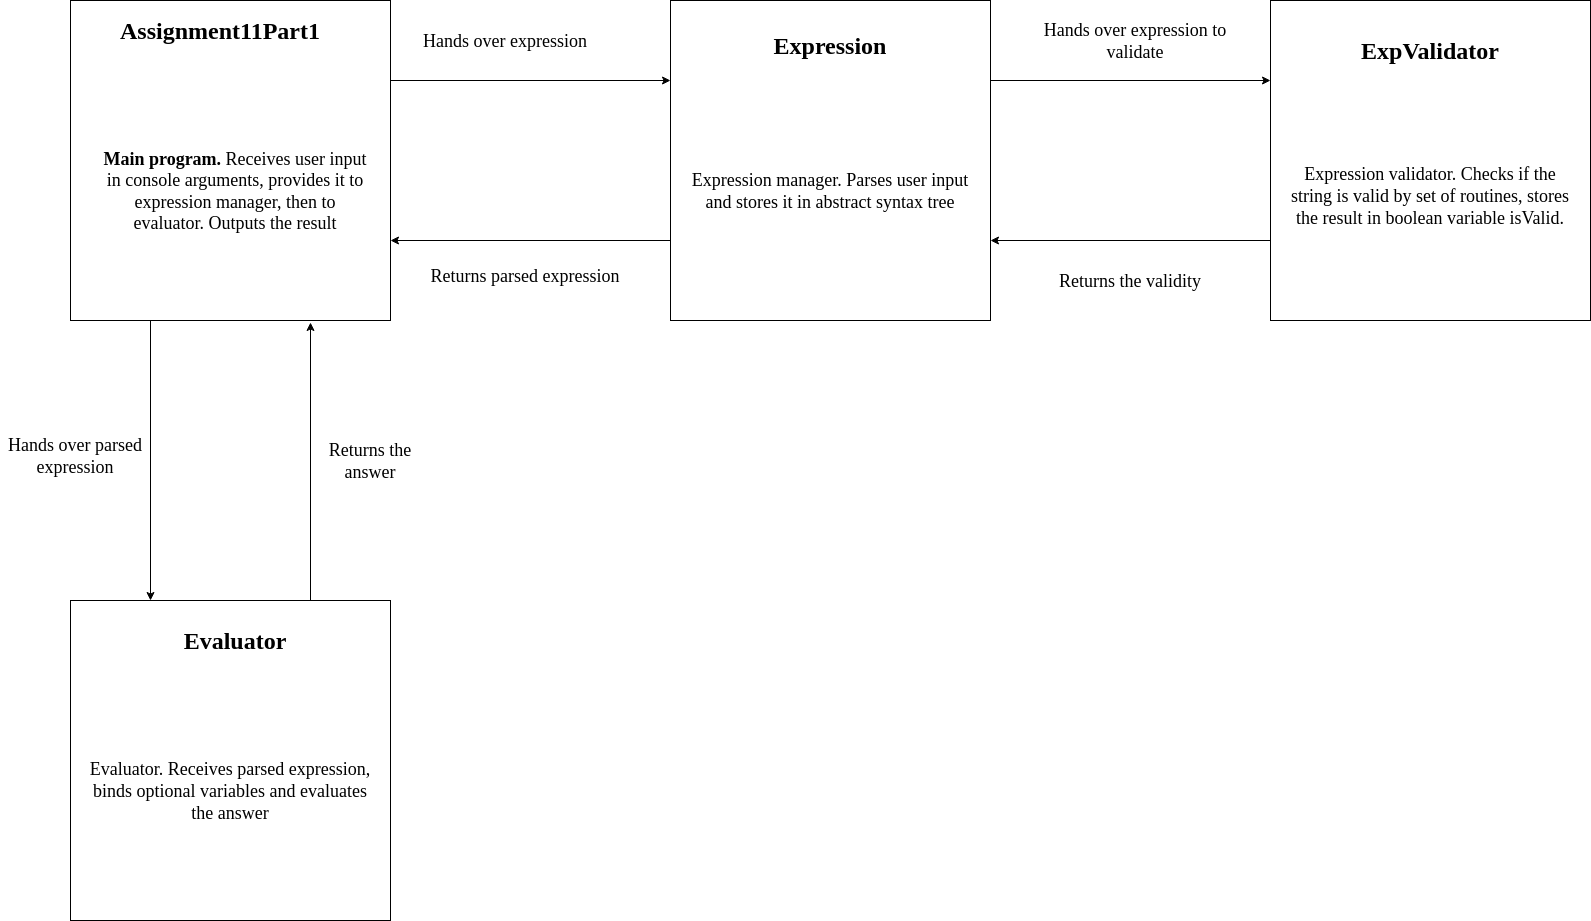 Assignment11Part1
Main program. Receives user input
in console arguments, provides it to
expression manager, then to
evaluator. Outputs the result
Hands over expression
Returns parsed expression
Expression
Expression manager. Parses user input
and stores it in abstract syntax tree
Hands over expression to
validate
Returns the validity
ExpValidator
Expression validator. Checks if the
string is valid by set of routines, stores
the result in boolean variable isValid.
Hands over parsed
expression
Returns the
answer
Evaluator
Evaluator. Receives parsed expression,
binds optional variables and evaluates
the answer